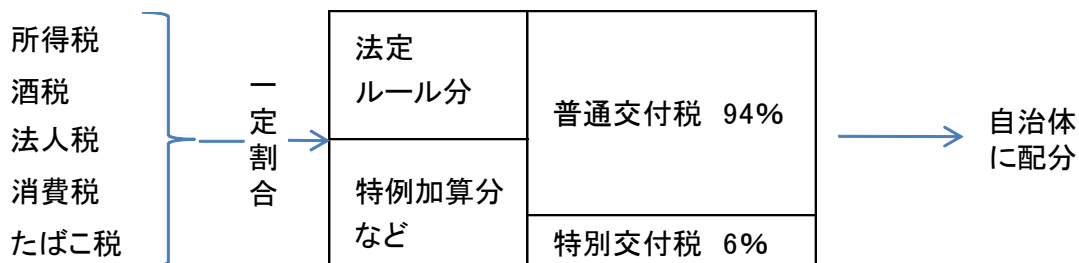 所得税
酒税
法人税
消費税
たばこ税
一定割合
法定
ルール分
特例加算分
など
普通交付税 94%
特別交付税 6%
自治体
に配分